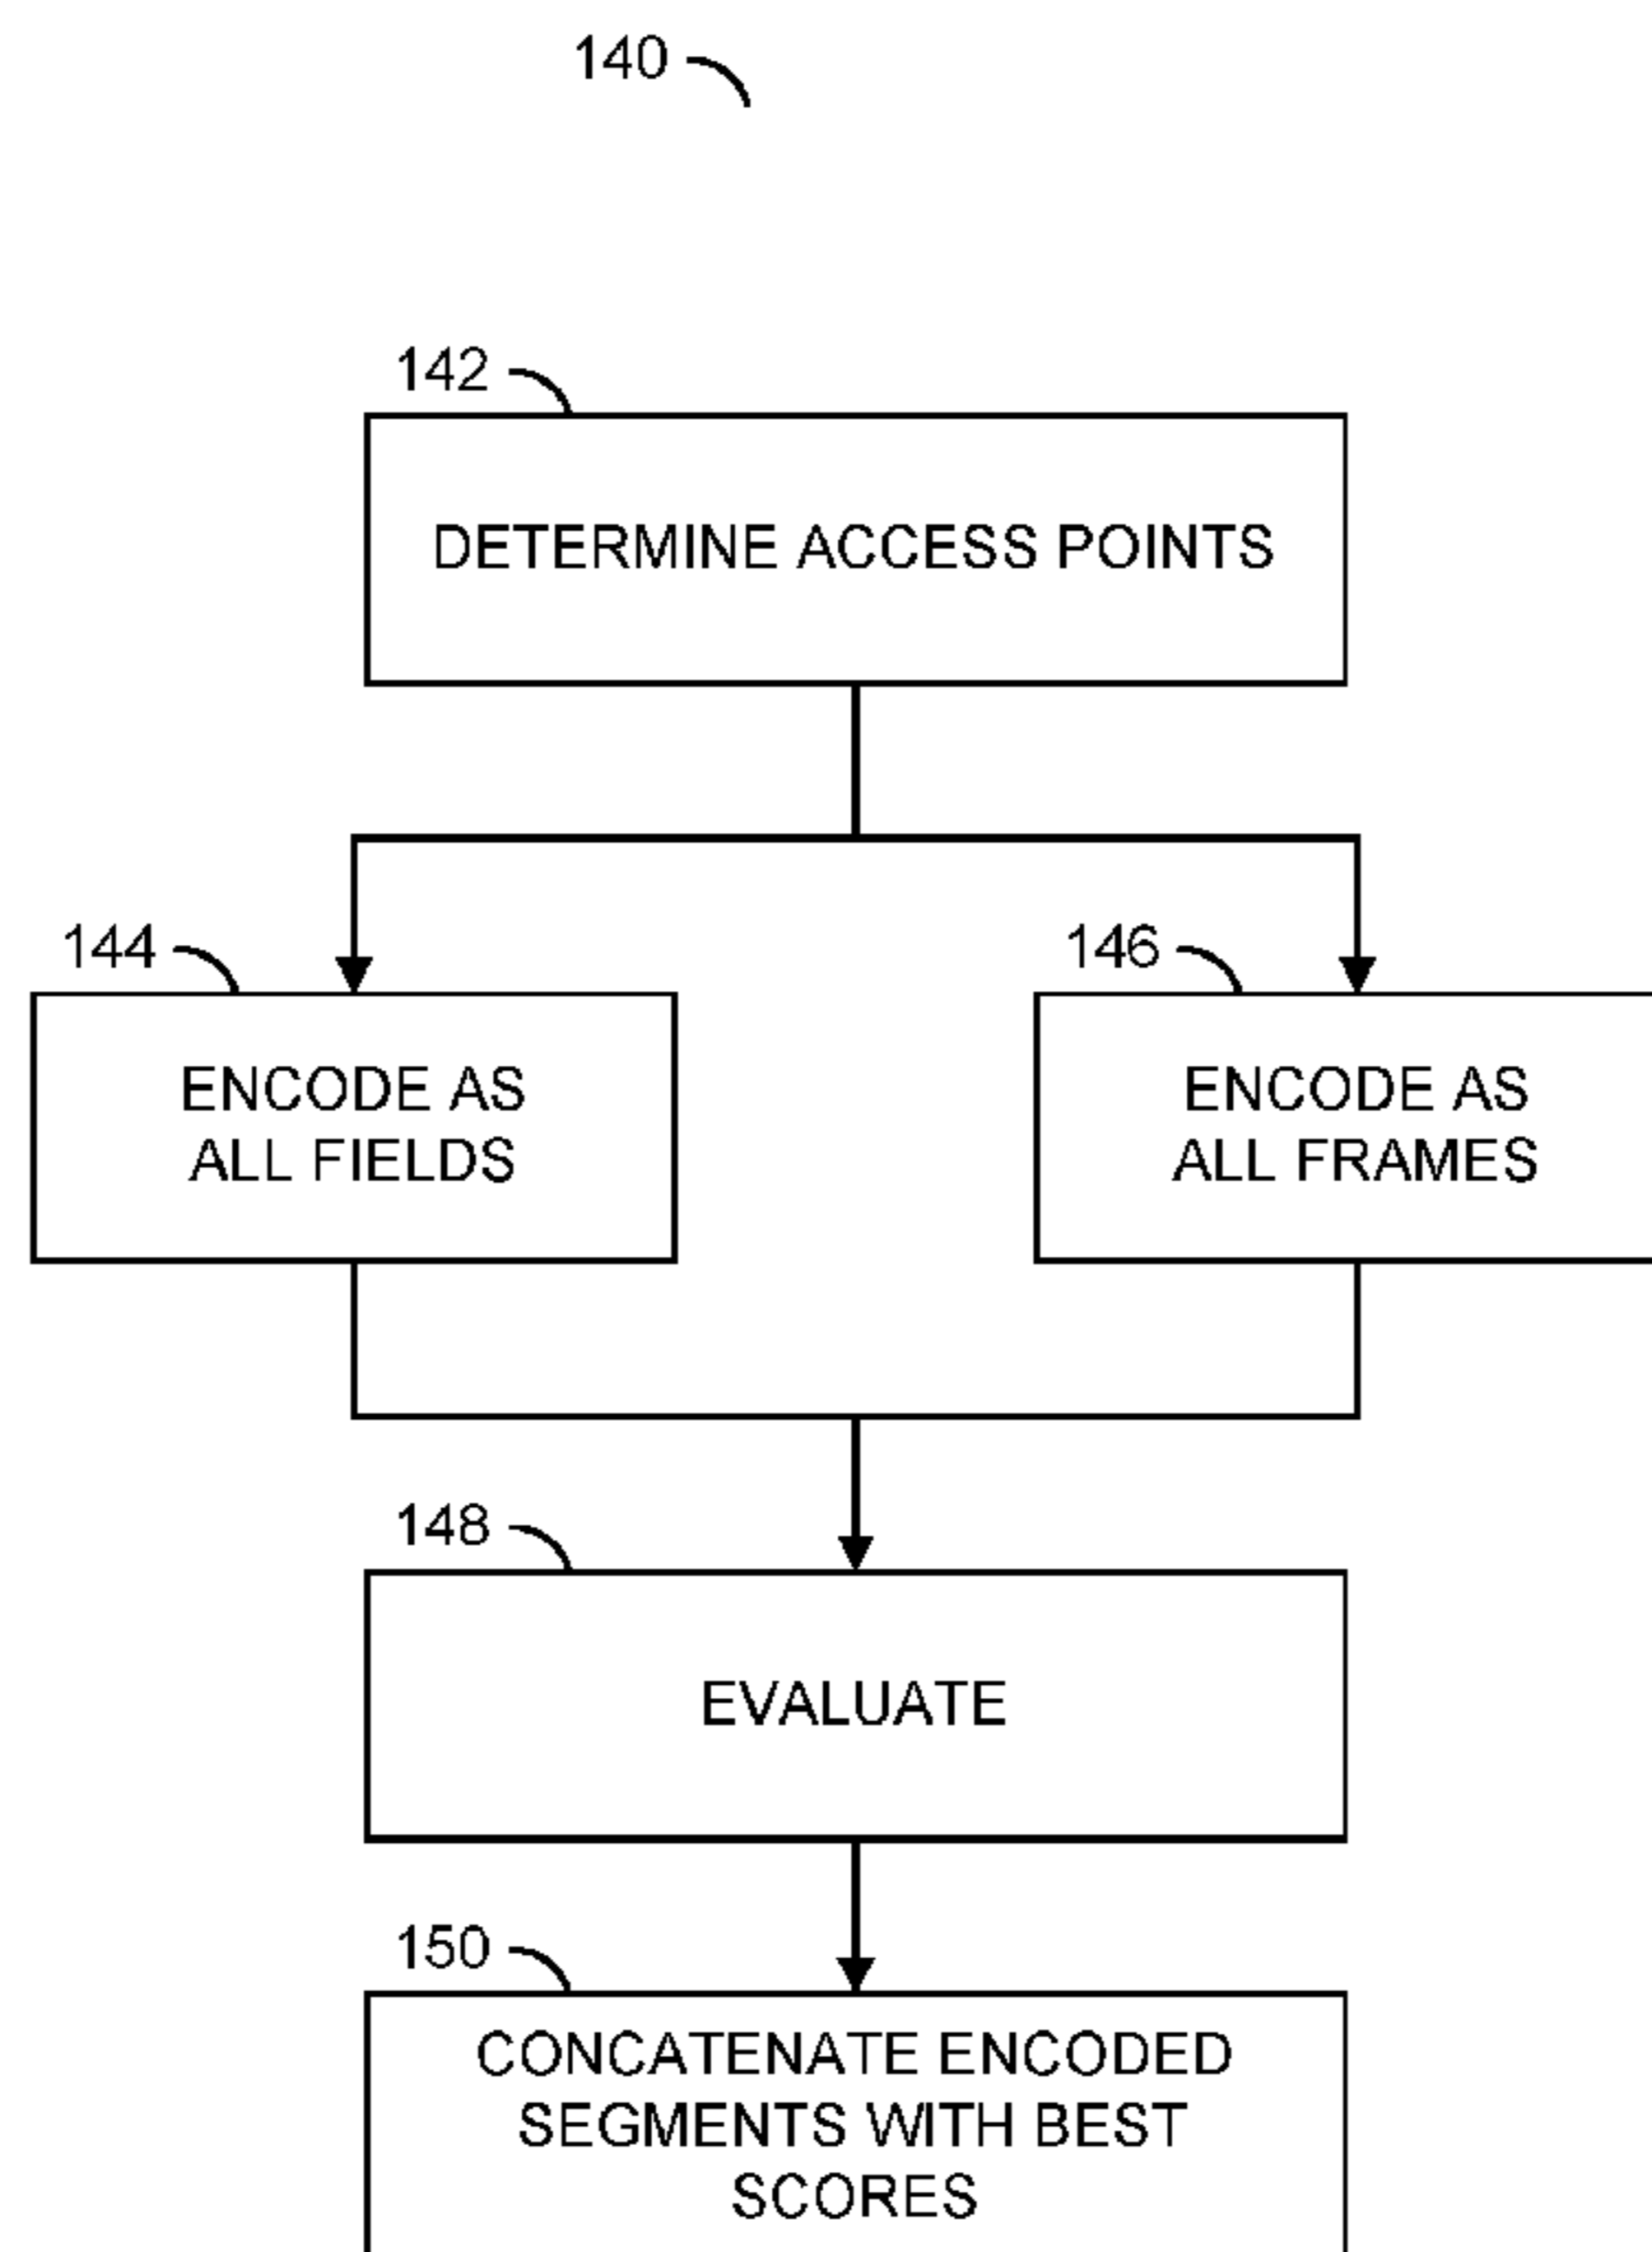 140
142
DETERMINE ACCESS POINTS
144
146
ENCODE AS
ALL FIELDS
ENCODE AS
ALL FRAMES
148
EVALUATE
150
CONCATENATE ENCODED
SEGMENTS WITH BEST
SCORES